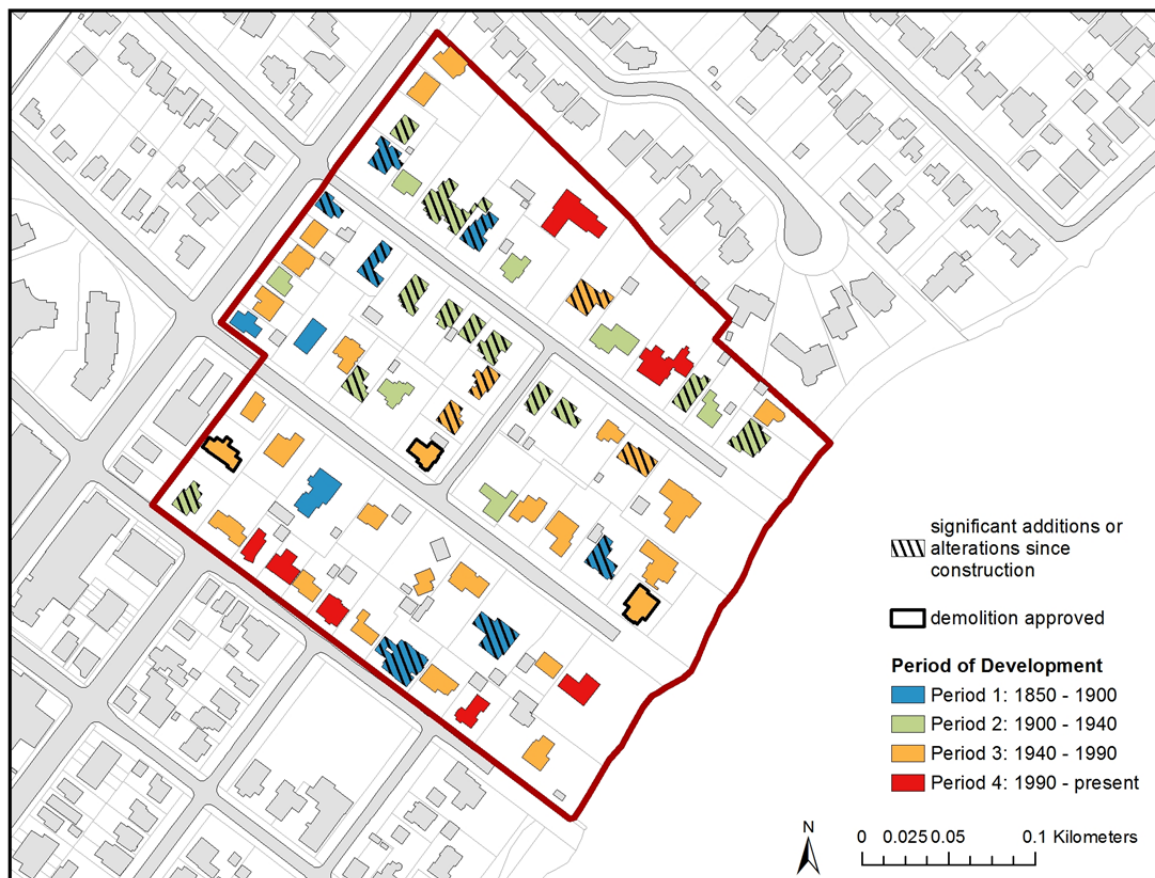 significant additions or
alterations since
construction
demolition approved
Period of Development
Period 1: 1850 - 1900
Period 2: 1900 - 1940
Period 3: 1940 - 1990
Period 4: 1990 - present
N
0 0.025 0.05 0.1 Kilometers